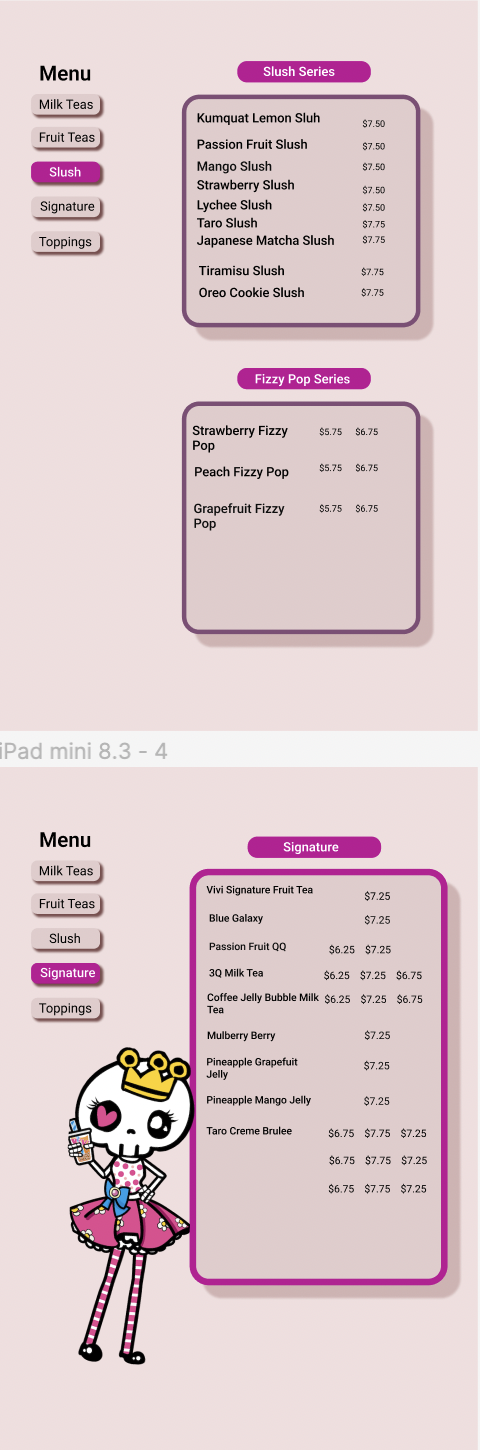 Menu
Milk Teas
Fruit Teas
Slush
Signature
Toppings
Slush Series
Kumquat Lemon Sluh $7.50
Passion Fruit Slush $7.50
Mango Slush $7.50
Strawberry Slush $7.50
Lychee Slush $7.50
Taro Slush $7.75
Japanese Matcha Slush $7.75
Tiramisu Slush $7.75
Oreo Cookie Slush $7.75
Fizzy Pop Series
Strawberry Fizzy $5.75 $6.75
Pop
Peach Fizzy Pop $5.75 $6.75
Grapefruit Fizzy $5.75 $6.75
Pop
iPad mini 8.3 - 4
Menu
Milk Teas
Fruit Teas
Slush
Signature
Toppings
Signature
Vivi Signature Fruit Tea $7.25
Blue Galaxy $7.25
Passion Fruit QQ $6.25 $7.25
3Q Milk Tea $6.25 $7.25 $6.75
Coffee Jelly Bubble Milk $6.25 $7.25 $6.75
Tea
Mulberry Berry $7.25
Pineapple Grapefuit $7.25
Jelly
Pineapple Mango Jelly $7.25
Taro Creme Brulee $6.75 $7.75 $7.25
$6.75 $7.75 $7.25
$6.75 $7.75 $7.25